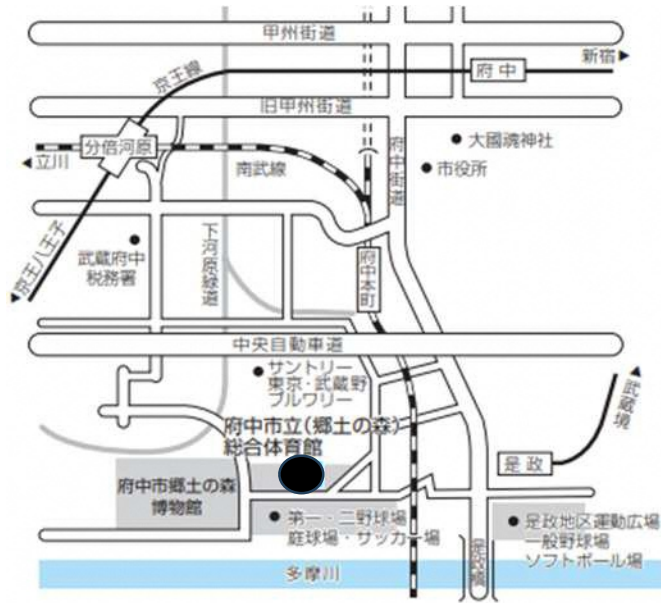 甲州街道
新宿▶
京王線
府中
旧甲州街道
大國魂神社
分倍河原
◀立川
南武線
府中街道
市役所
下河原緑道
武蔵府中
税務署
京王八王子
府中本町
中央自動車道
サントリー
東京・武蔵野
ブルワリー
武蔵境
府中市立(郷土の森)
総合体育館
是政
府中市郷土の森
博物館
第一・二野球場
庭球場・サッカー場
是政地区運動広場
一般野球場
ソフトボール場
是政橋
多摩川